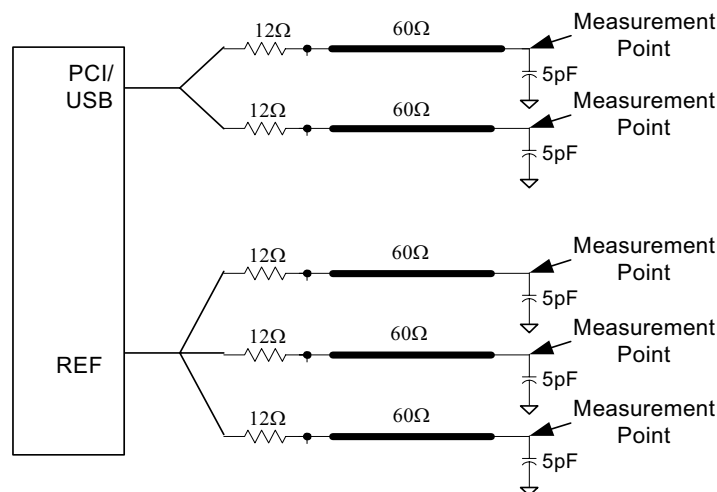 12Ω
60Ω
Measurement
Point
5pF
PCI/
USB
12Ω
60Ω
Measurement
Point
5pF
12Ω
60Ω
Measurement
Point
5pF
REF
12Ω
60Ω
Measurement
Point
5pF
12Ω
60Ω
Measurement
Point
5pF